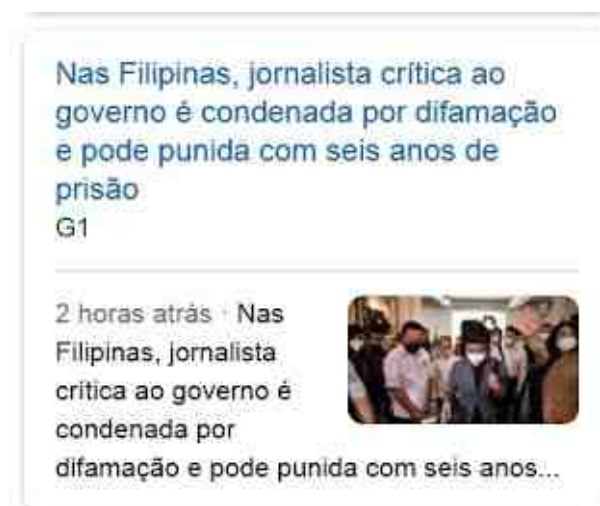 Nas Filipinas, jornalista crítica ao
governo é condenada por difamação
e pode punida com seis anos de
prisão
G1
2 horas atrás · Nas
Filipinas, jornalista
crítica ao governo é
condenada por
difamação e pode punida com seis anos...